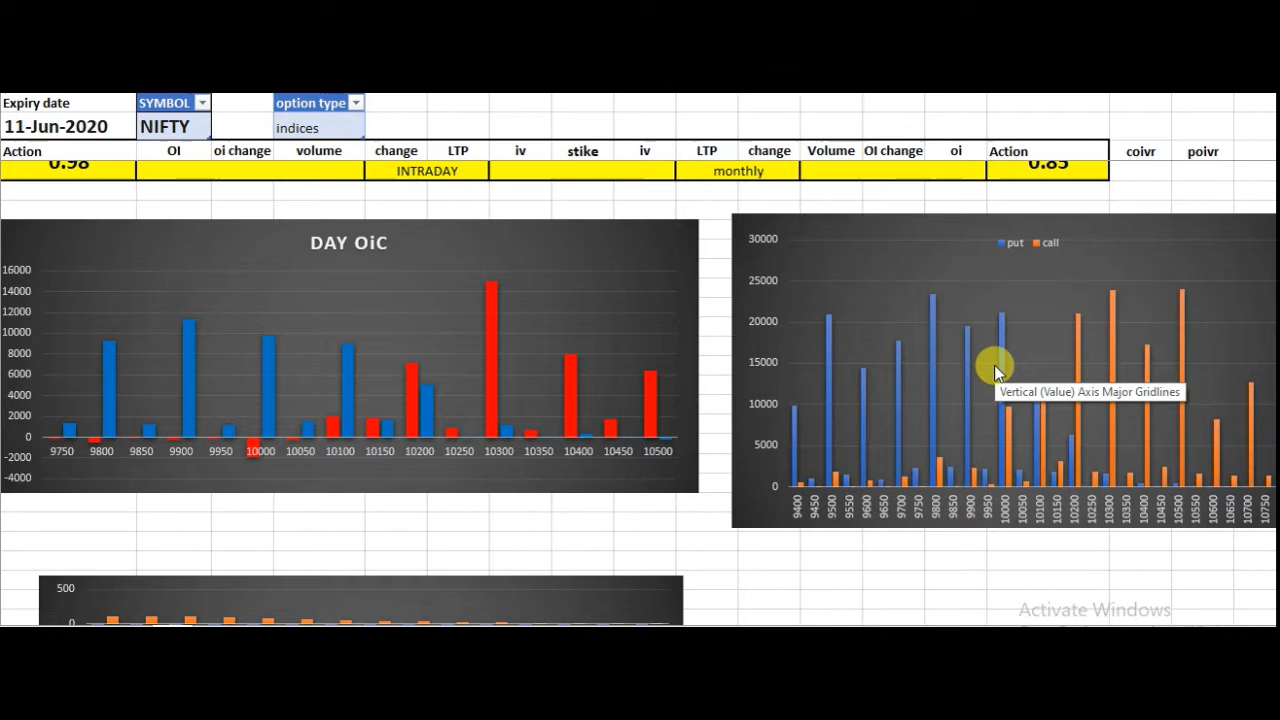 Expiry date SYMBOL option type
11-Jun-2020 NIFTY indices
Action OI oi change volume change LTP iv stike iv LTP change Volume OI change oi Action coivr poivr
0.98 INTRADAY monthly 0.85
DAY OiC
16000
14000
12000
10000
8000
6000
4000
2000
0
-2000
-4000
9750 9800 9850 9900 9950 10000 10050 10100 10150 10200 10250 10300 10350 10400 10450 10500
put call
30000
25000
20000
15000
10000
5000
0
Vertical (Value) Axis Major Gridlines
9400 9450 9500 9550 9600 9650 9700 9750 9800 9850 9900 9950 10000 10050 10100 10150 10200 10250 10300 10350 10400 10450 10500 10550 10600 10650 10700 10750
500
0
Activate Windows